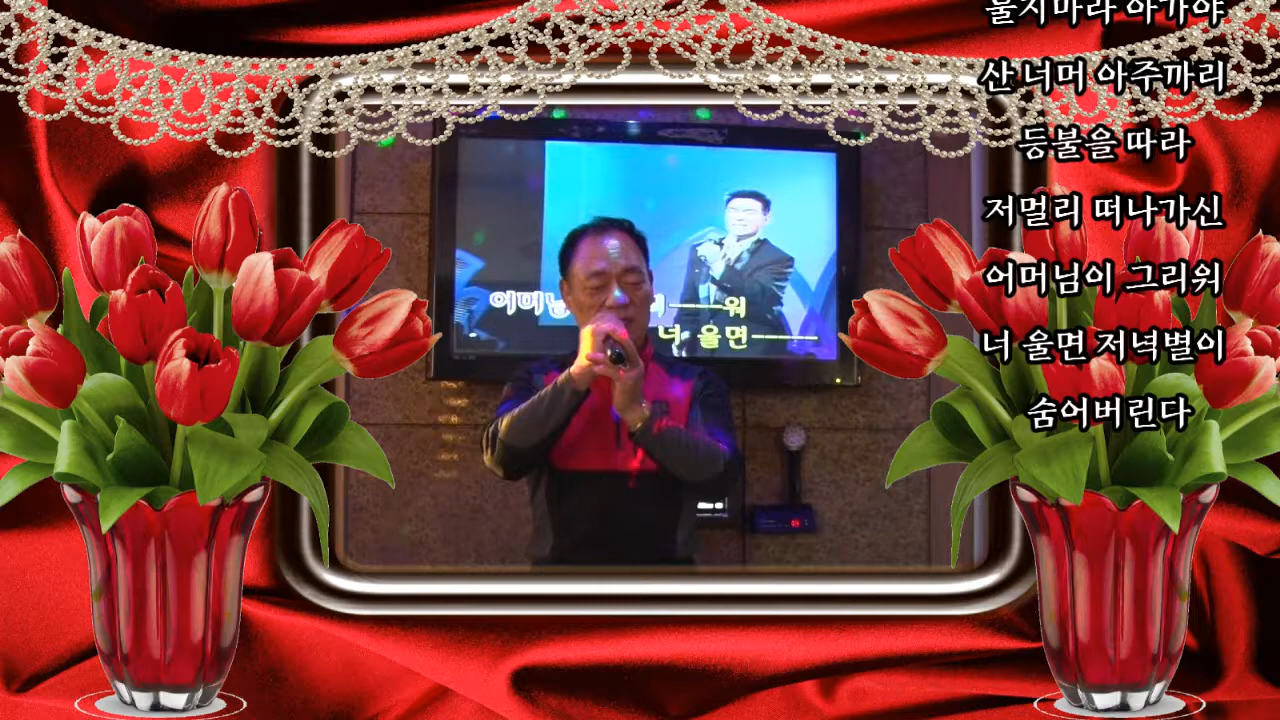 울지마라 아가야
산 너머 아주까리
등불을 따라
저멀리 떠나가신
어머님이 그리워
너 울면 저녁별이
숨어버린다
워
너 울면